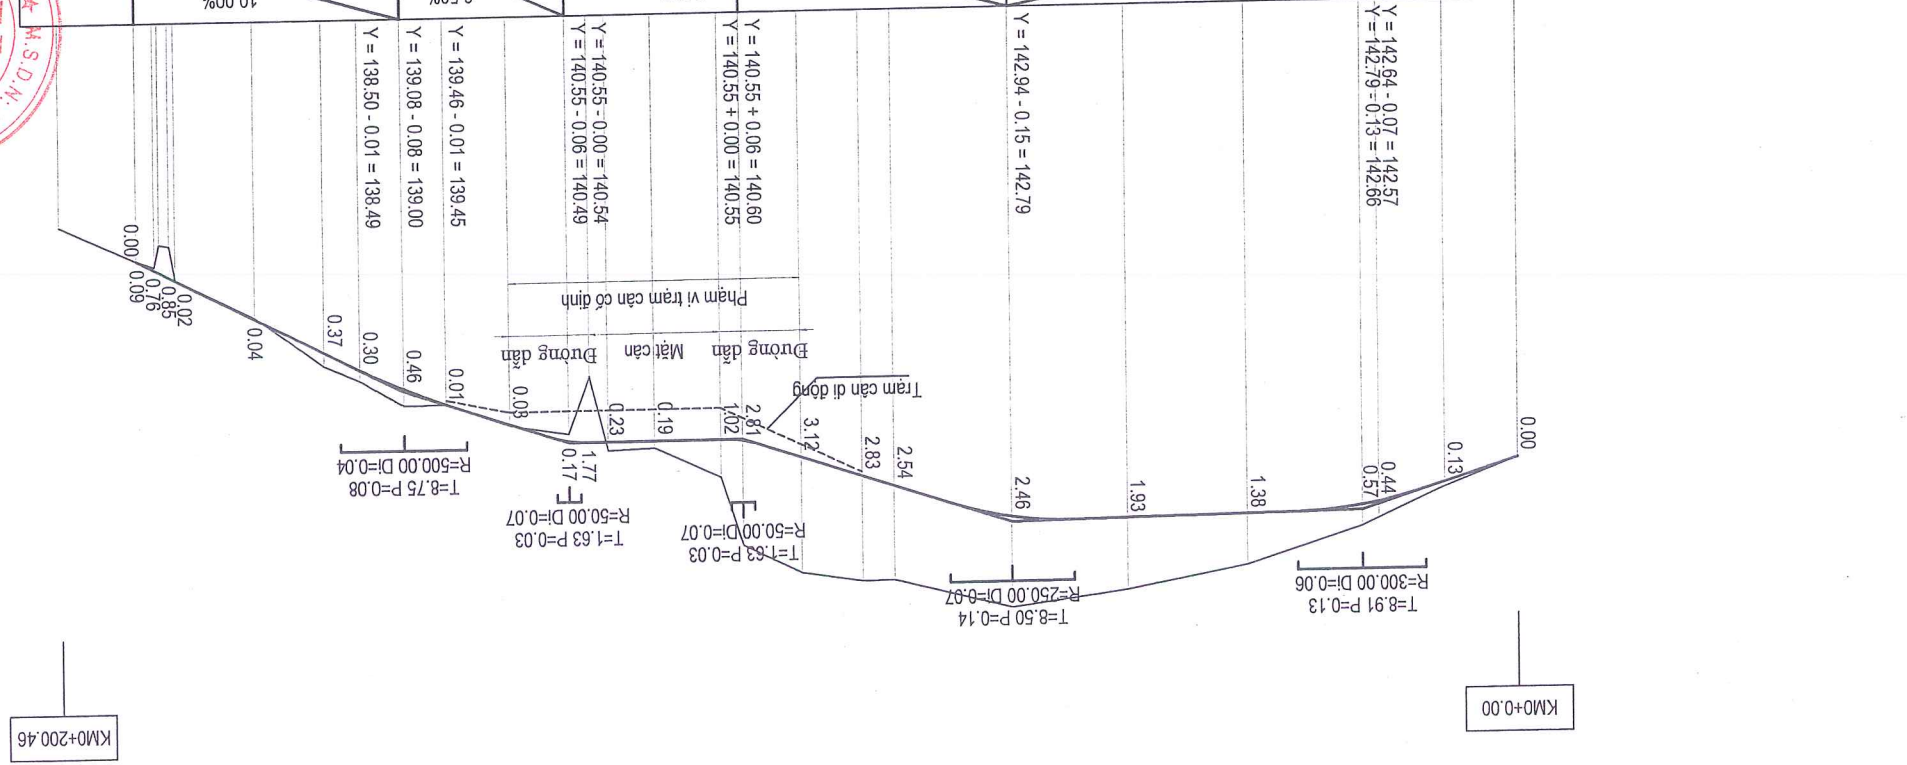 KM0+0.00
KM0+200.46
T=8.91 P=0.13
R=300.00 Di=0.06
T=8.50 P=0.14
R=250.00 Di=0.07
T=1.63 P=0.03
R=50.00 Di=0.07
T=1.63 P=0.03
R=50.00 Di=0.07
T=8.75 P=0.08
R=500.00 Di=0.04
0.00
0.13
0.44
0.57
1.38
1.93
2.46
2.54
2.83
3.12
2.81
1.02
0.19
0.23
1.77
0.17
0.03
0.01
0.46
0.30
0.37
0.04
0.02
0.85
0.76
0.09
0.00
Trạm cân di động
Đường dẫn
Mặt cân
Đường dẫn
Phạm vi trạm cân cố định
Y = 142.64 - 0.07 = 142.57
Y = 142.79 - 0.13 = 142.66
Y = 142.94 - 0.15 = 142.79
Y = 140.55 + 0.06 = 140.60
Y = 140.55 + 0.00 = 140.55
Y = 140.55 - 0.00 = 140.54
Y = 140.55 - 0.06 = 140.49
Y = 139.46 - 0.01 = 139.45
Y = 139.08 - 0.08 = 139.00
Y = 138.50 - 0.01 = 138.49
10.00%
M.S.D.N: